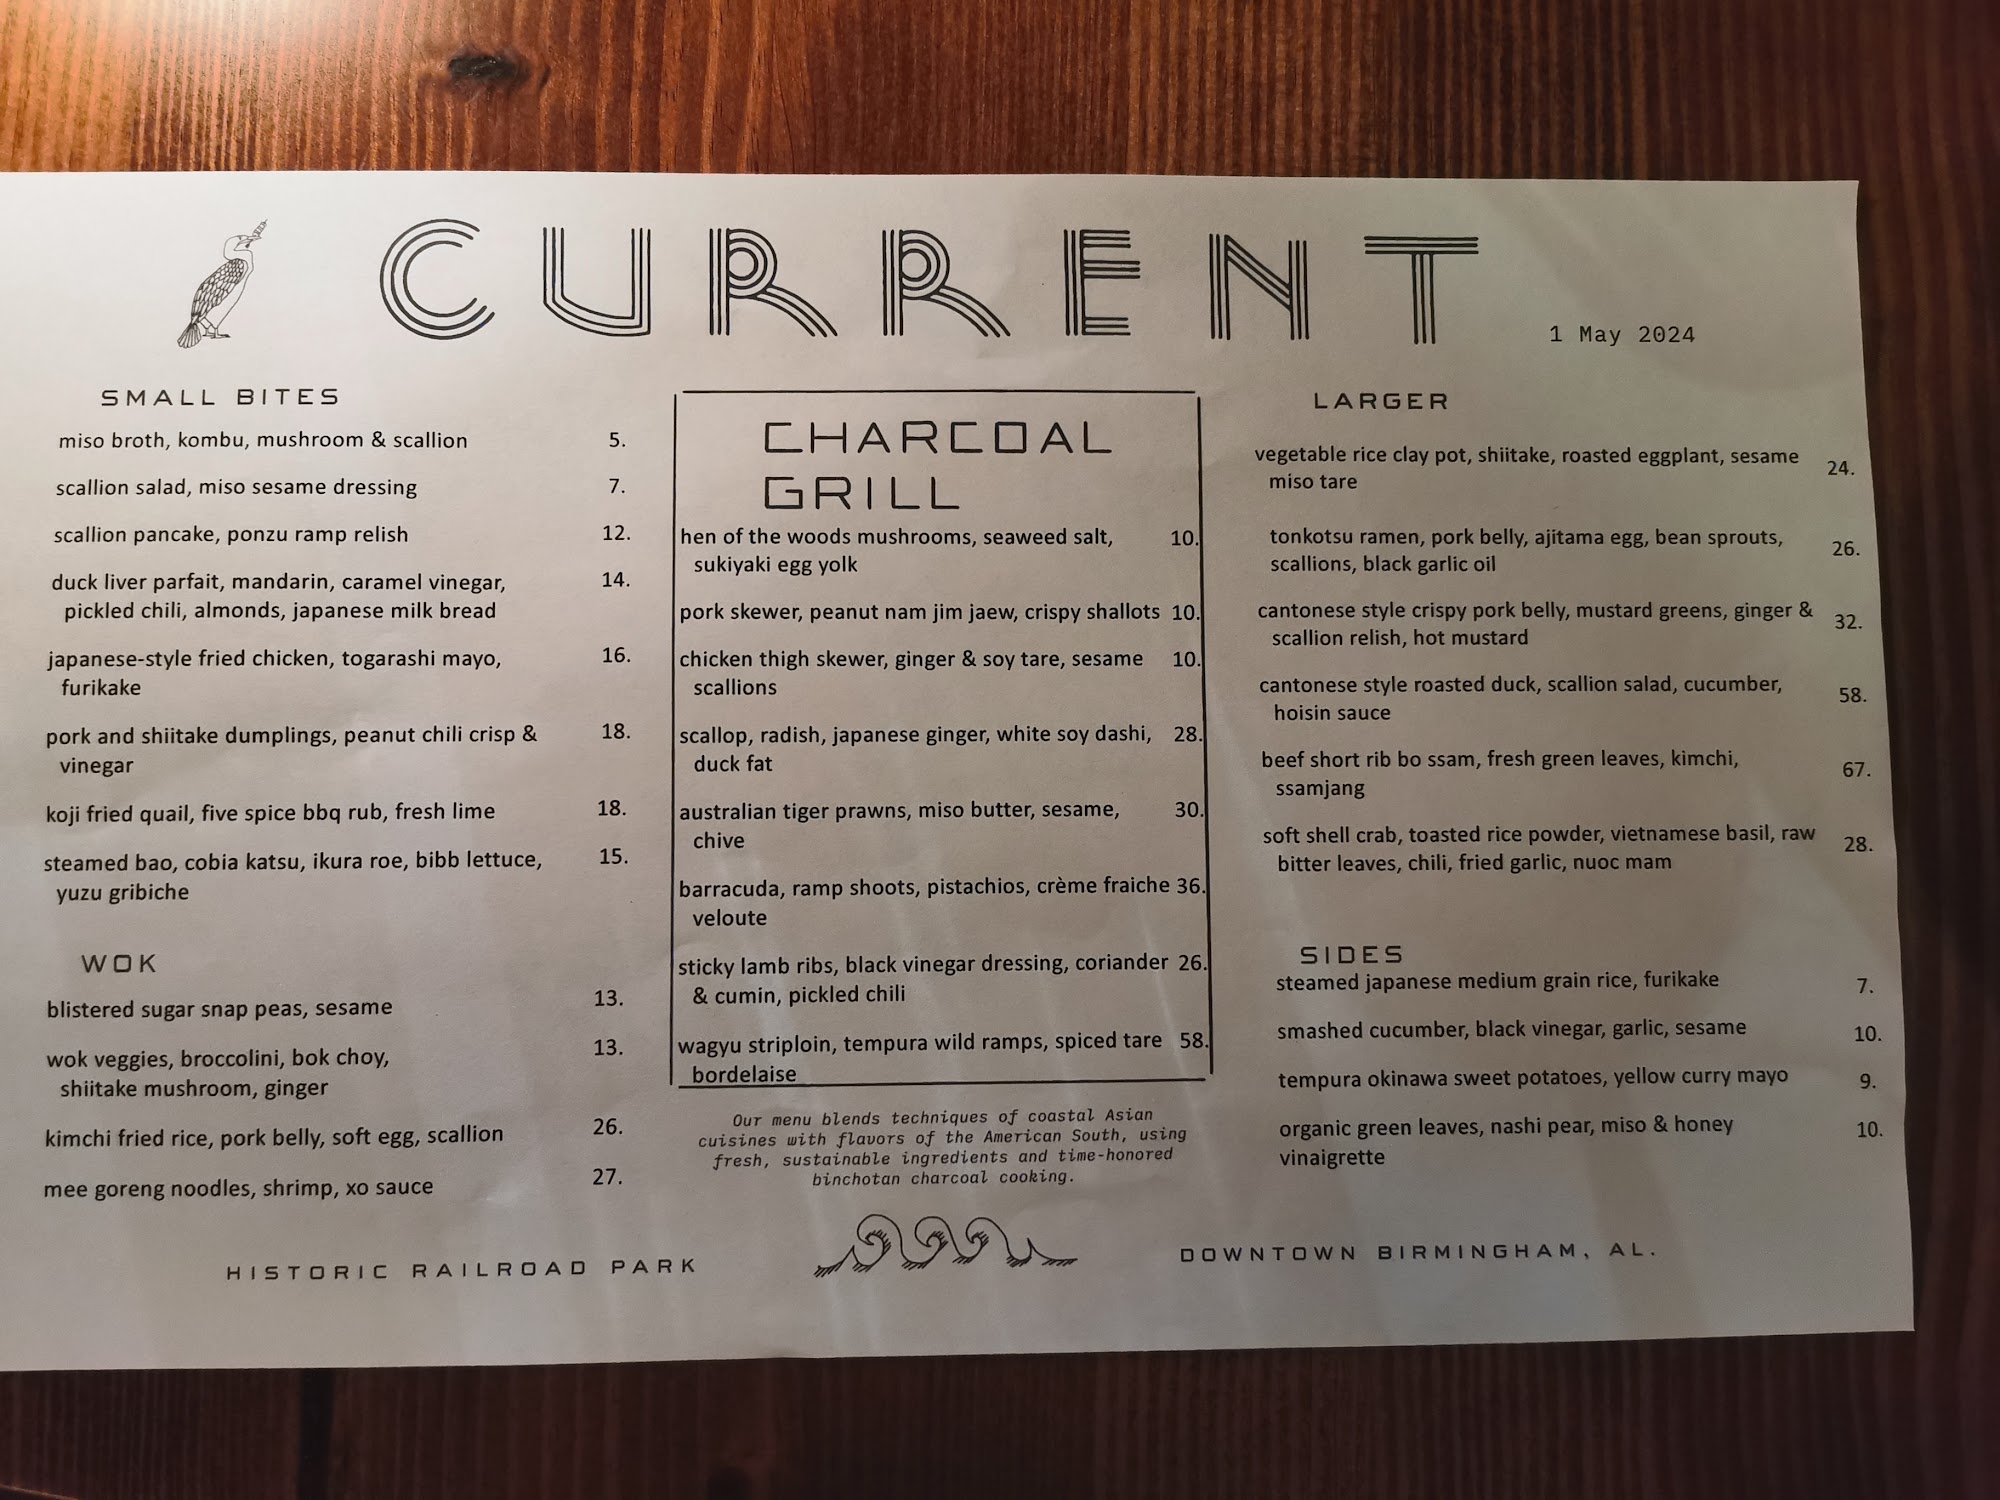 CURRENT
1 May 2024
SMALL BITES
miso broth, kombu, mushroom & scallion 5.
scallion salad, miso sesame dressing 7.
scallion pancake, ponzu ramp relish 12.
duck liver parfait, mandarin, caramel vinegar, 14.
pickled chili, almonds, japanese milk bread
japanese-style fried chicken, togarashi mayo, 16.
furikake
pork and shiitake dumplings, peanut chili crisp & 18.
vinegar
koji fried quail, five spice bbq rub, fresh lime 18.
steamed bao, cobia katsu, ikura roe, bibb lettuce, 15.
yuzu gribiche
WOK
blistered sugar snap peas, sesame 13.
wok veggies, broccolini, bok choy, 13.
shiitake mushroom, ginger
kimchi fried rice, pork belly, soft egg, scallion 26.
mee goreng noodles, shrimp, xo sauce 27.
CHARCOAL
GRILL
hen of the woods mushrooms, seaweed salt, 10.
sukiyaki egg yolk
pork skewer, peanut nam jim jaew, crispy shallots 10.
chicken thigh skewer, ginger & soy tare, sesame 10.
scallions
scallop, radish, japanese ginger, white soy dashi, 28.
duck fat
australian tiger prawns, miso butter, sesame, 30.
chive
barracuda, ramp shoots, pistachios, crème fraiche 36.
veloute
sticky lamb ribs, black vinegar dressing, coriander 26.
& cumin, pickled chili
wagyu striploin, tempura wild ramps, spiced tare 58.
bordelaise
Our menu blends techniques of coastal Asian
cuisines with flavors of the American South, using
fresh, sustainable ingredients and time-honored
binchotan charcoal cooking.
LARGER
vegetable rice clay pot, shiitake, roasted eggplant, sesame 24.
miso tare
tonkotsu ramen, pork belly, ajitama egg, bean sprouts, 26.
scallions, black garlic oil
cantonese style crispy pork belly, mustard greens, ginger & 32.
scallion relish, hot mustard
cantonese style roasted duck, scallion salad, cucumber, 58.
hoisin sauce
beef short rib bo ssam, fresh green leaves, kimchi, 67.
ssamjang
soft shell crab, toasted rice powder, vietnamese basil, raw 28.
bitter leaves, chili, fried garlic, nuoc mam
SIDES
steamed japanese medium grain rice, furikake 7.
smashed cucumber, black vinegar, garlic, sesame 10.
tempura okinawa sweet potatoes, yellow curry mayo 9.
organic green leaves, nashi pear, miso & honey 10.
vinaigrette
HISTORIC RAILROAD PARK
DOWNTOWN BIRMINGHAM, AL.